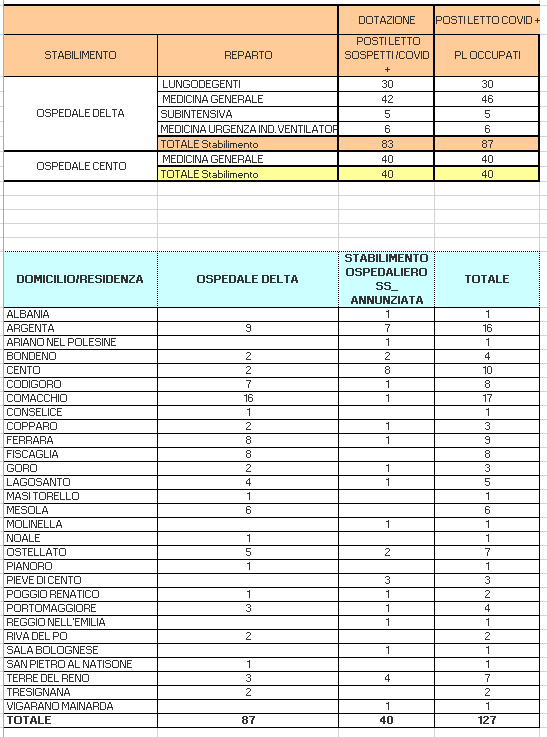 DOTAZIONE POSTI LETTO COVID +
STABILIMENTO REPARTO POSTI LETTO SOSPETTI/COVID + PL OCCUPATI
OSPEDALE DELTA LUNGODEGENTI 30 30
MEDICINA GENERALE 42 46
SUBINTENSIVA 5 5
MEDICINA URGENZA IND.VENTILATOR 6 6
TOTALE Stabilimento 83 87
OSPEDALE CENTO MEDICINA GENERALE 40 40
TOTALE Stabilimento 40 40
DOMICILIO/RESIDENZA OSPEDALE DELTA STABILIMENTO OSPEDALIERO SS_ ANNUNZIATA TOTALE
ALBANIA 1 1
ARGENTA 9 7 16
ARIANO NEL POLESINE 1 1
BONDENO 2 2 4
CENTO 2 8 10
CODIGORO 7 1 8
COMACCHIO 16 1 17
CONSELICE 1 1
COPPARO 2 1 3
FERRARA 8 1 9
FISCAGLIA 8 8
GORO 2 1 3
LAGOSANTO 4 1 5
MASI TORELLO 1 1
MESOLA 6 6
MOLINELLA 1 1
NOALE 1 1
OSTELLATO 5 2 7
PIANORO 1 1
PIEVE DI CENTO 3 3
POGGIO RENATICO 1 1 2
PORTOMAGGIORE 3 1 4
REGGIO NELL'EMILIA 1 1
RIVA DEL PO 2 2
SALA BOLOGNESE 1 1
SAN PIETRO AL NATISONE 1 1
TERRE DEL RENO 3 4 7
TRESIGNANA 2 2
VIGARANO MAINARDA 1 1
TOTALE 87 40 127